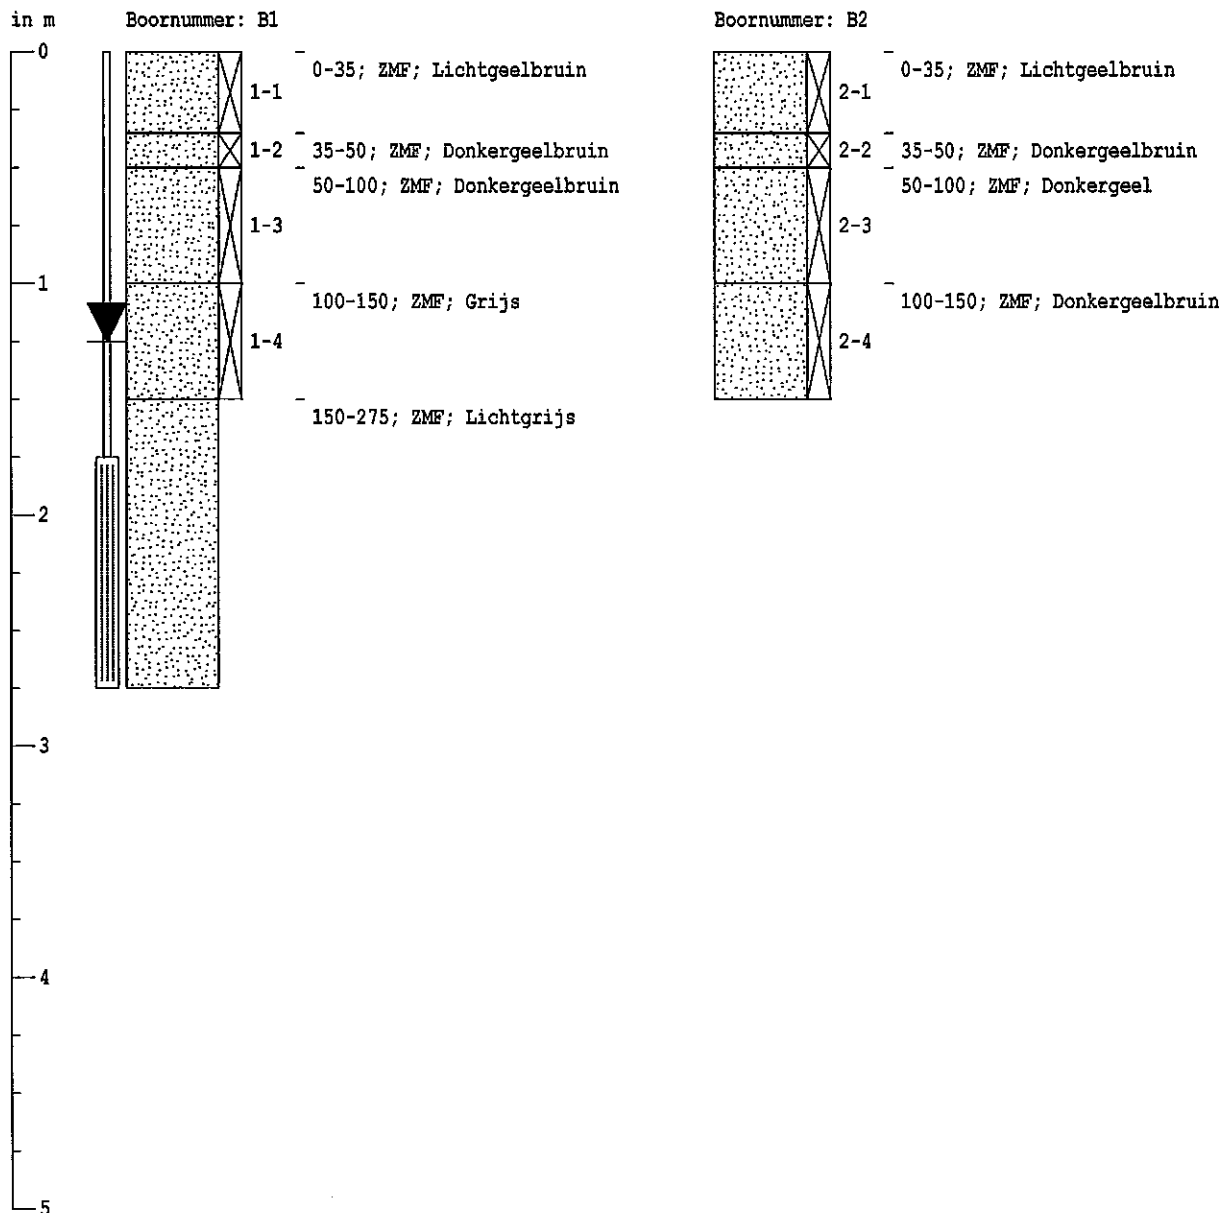 in m
Boornummer: B1
0
1-1
0-35; ZMF; Lichtgeelbruin
1-2
35-50; ZMF; Donkergeelbruin
50-100; ZMF; Donkergeelbruin
1-3
1
100-150; ZMF; Grijs
1-4
150-275; ZMF; Lichtgrijs
2
3
4
5
Boornummer: B2
0-35; ZMF; Lichtgeelbruin
2-1
2-2
35-50; ZMF; Donkergeelbruin
50-100; ZMF; Donkergeel
2-3
100-150; ZMF; Donkergeelbruin
2-4